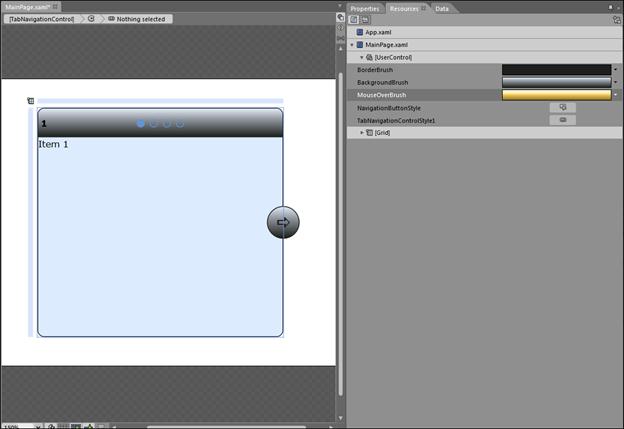 MainPage.xaml*
[TabNavigationControl]
Nothing selected
1
Item 1
150%
Properties
Resources
Data
App.xaml
MainPage.xaml
[UserControl]
BorderBrush
BackgroundBrush
MouseOverBrush
NavigationButtonStyle
TabNavigationControlStyle1
[Grid]